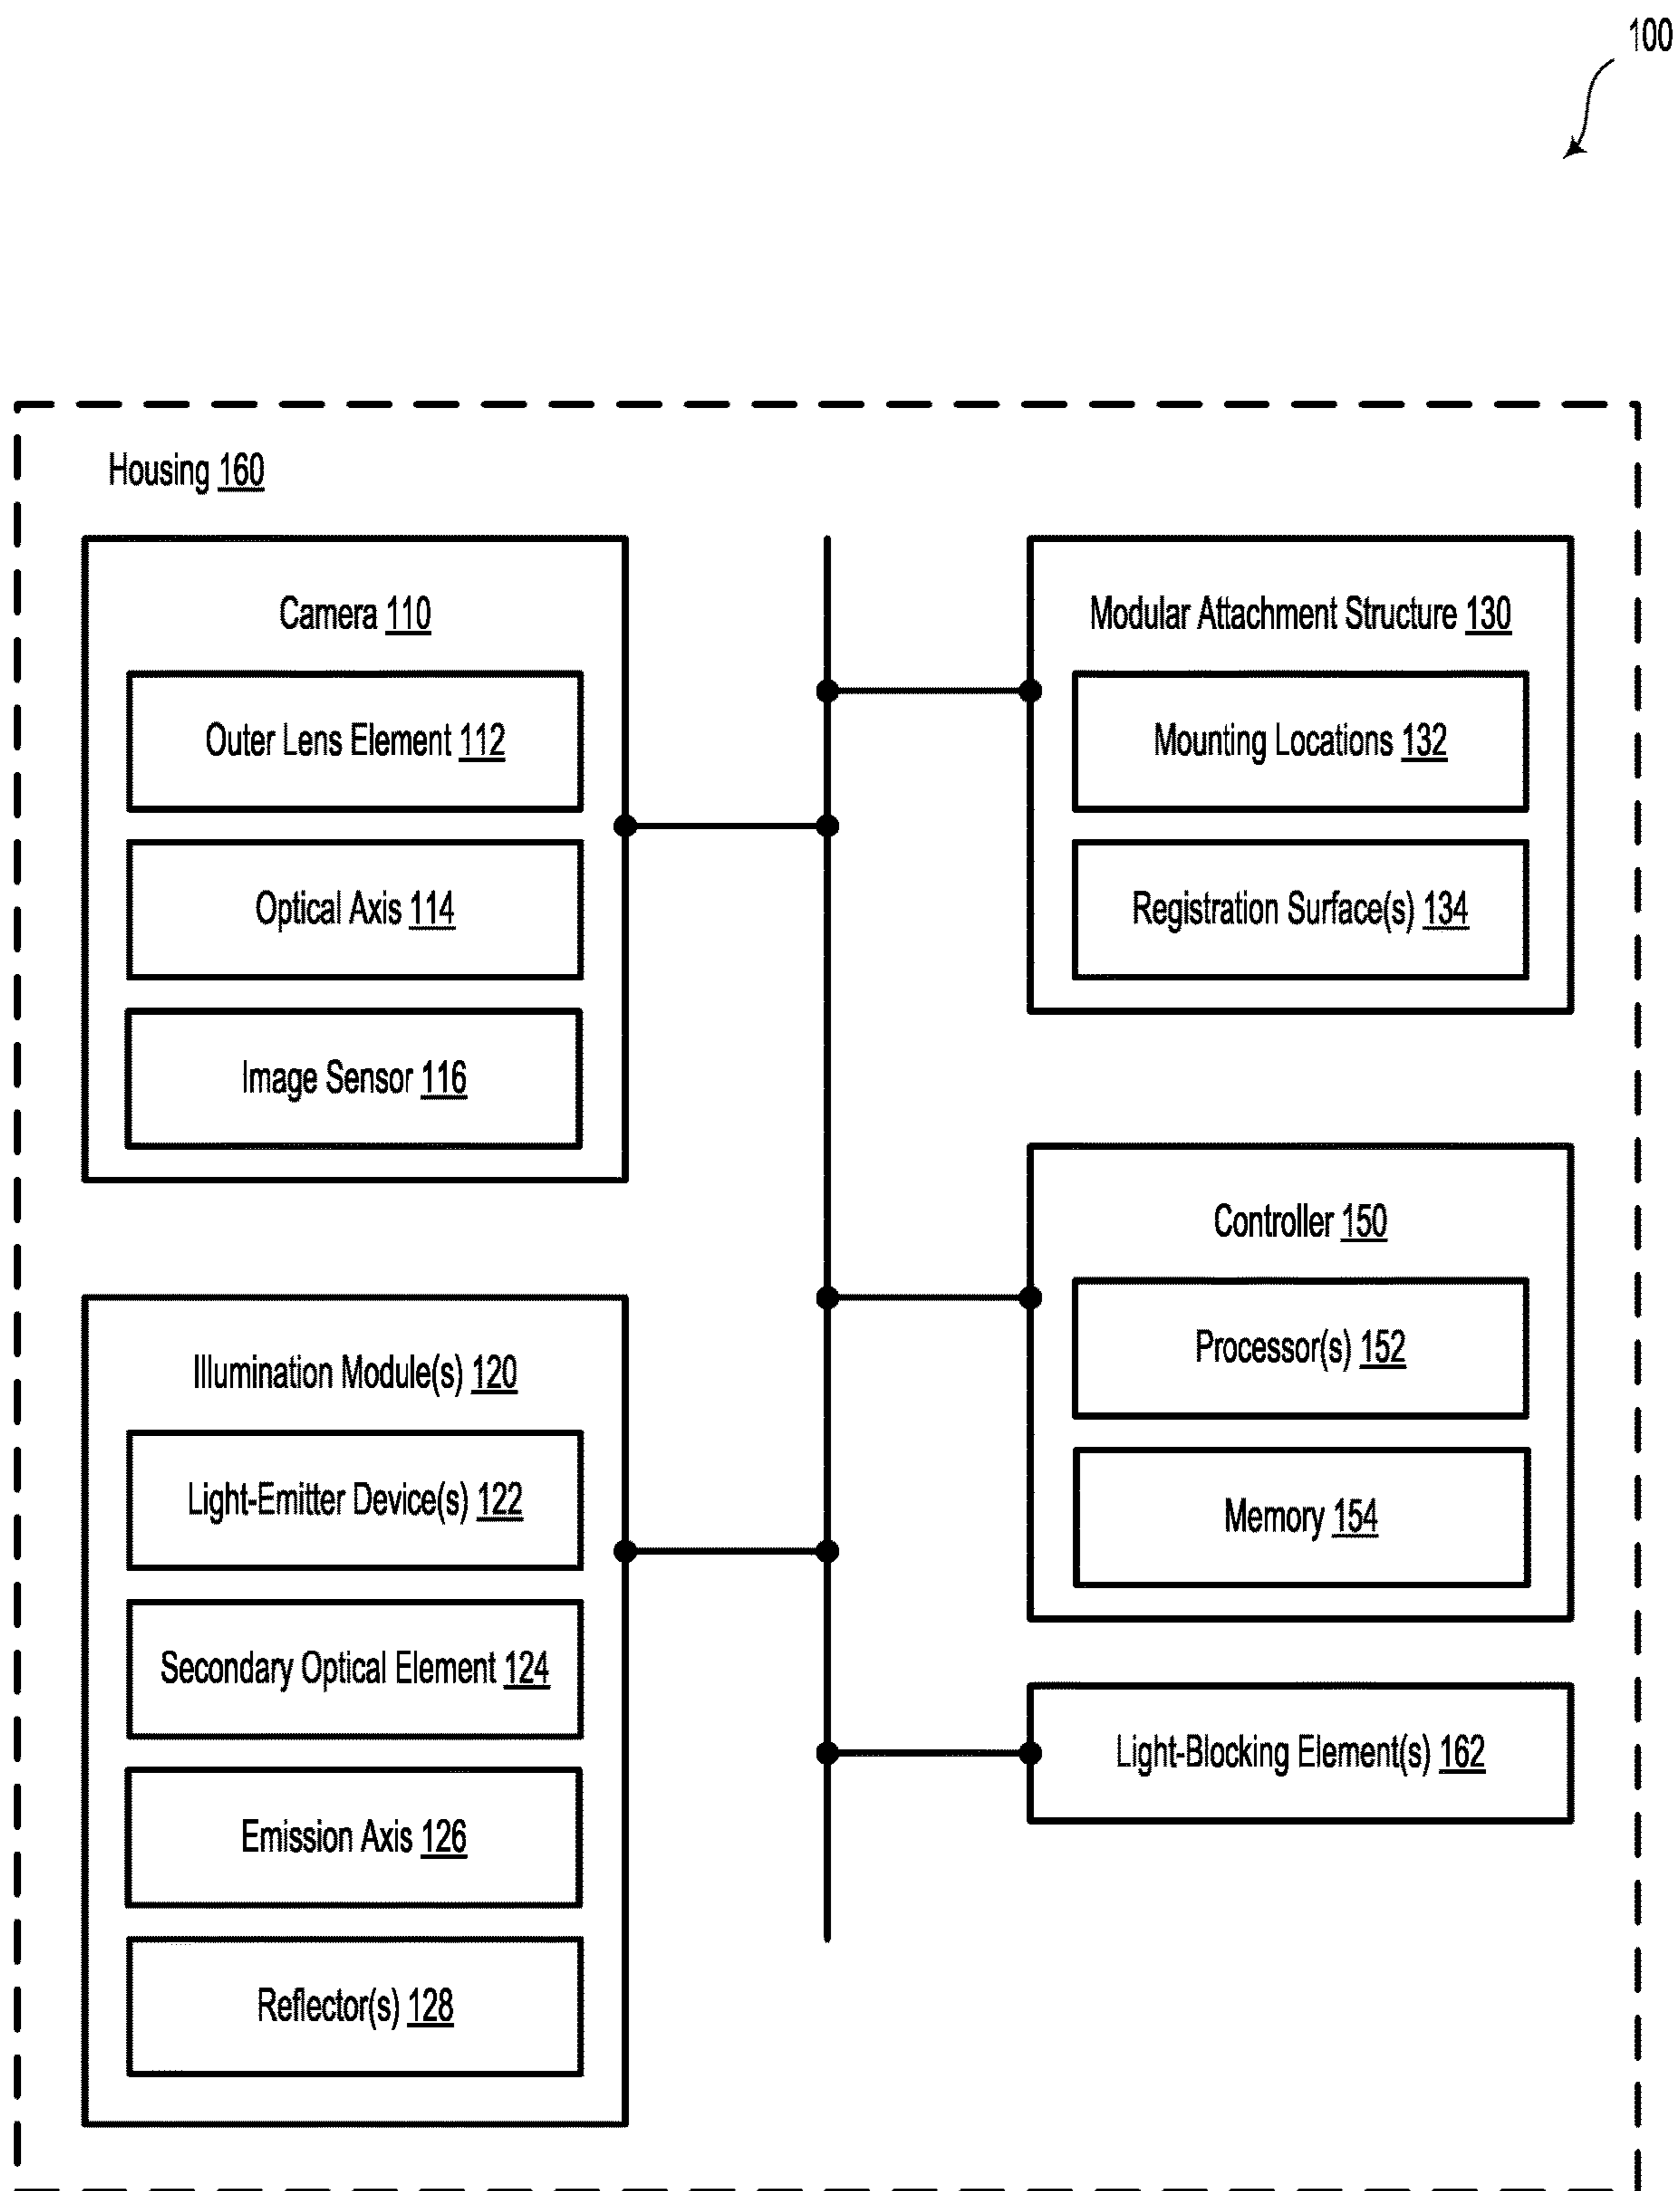 100
Housing 160
Camera 110
Outer Lens Element 112
Optical Axis 114
Image Sensor 116
Illumination Module(s) 120
Light-Emitter Device(s) 122
Secondary Optical Element 124
Emission Axis 126
Reflector(s) 128
Modular Attachment Structure 130
Mounting Locations 132
Registration Surface(s) 134
Controller 150
Processor(s) 152
Memory 154
Light-Blocking Element(s) 162